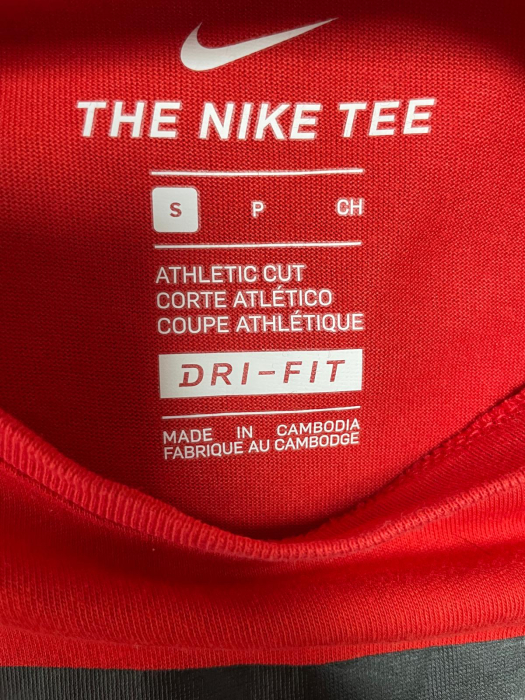 THE NIKE TEE
S P CH
ATHLETIC CUT
CORTE ATLÉTICO
COUPE ATHLÉTIQUE
DRI-FIT
MADE IN CAMBODIA
FABRIQUE AU CAMBODGE